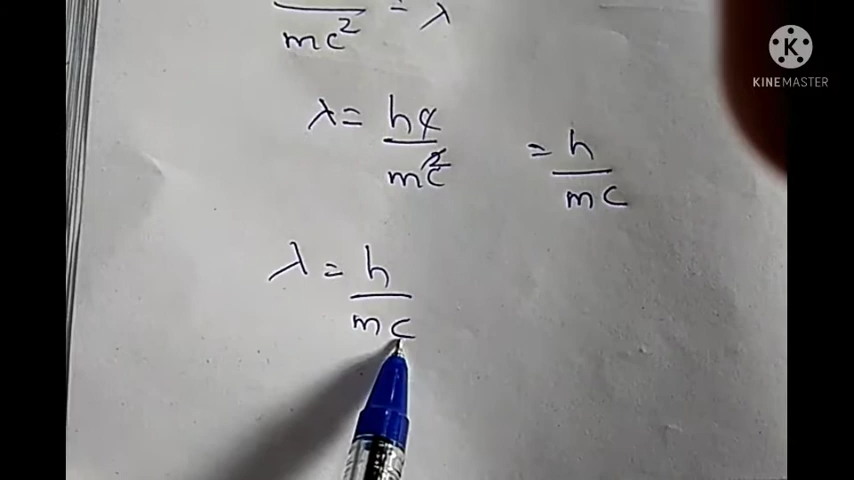 K
KINEMASTER
mc² = λ
λ = hc / mc² = h / mc
λ = h / mc